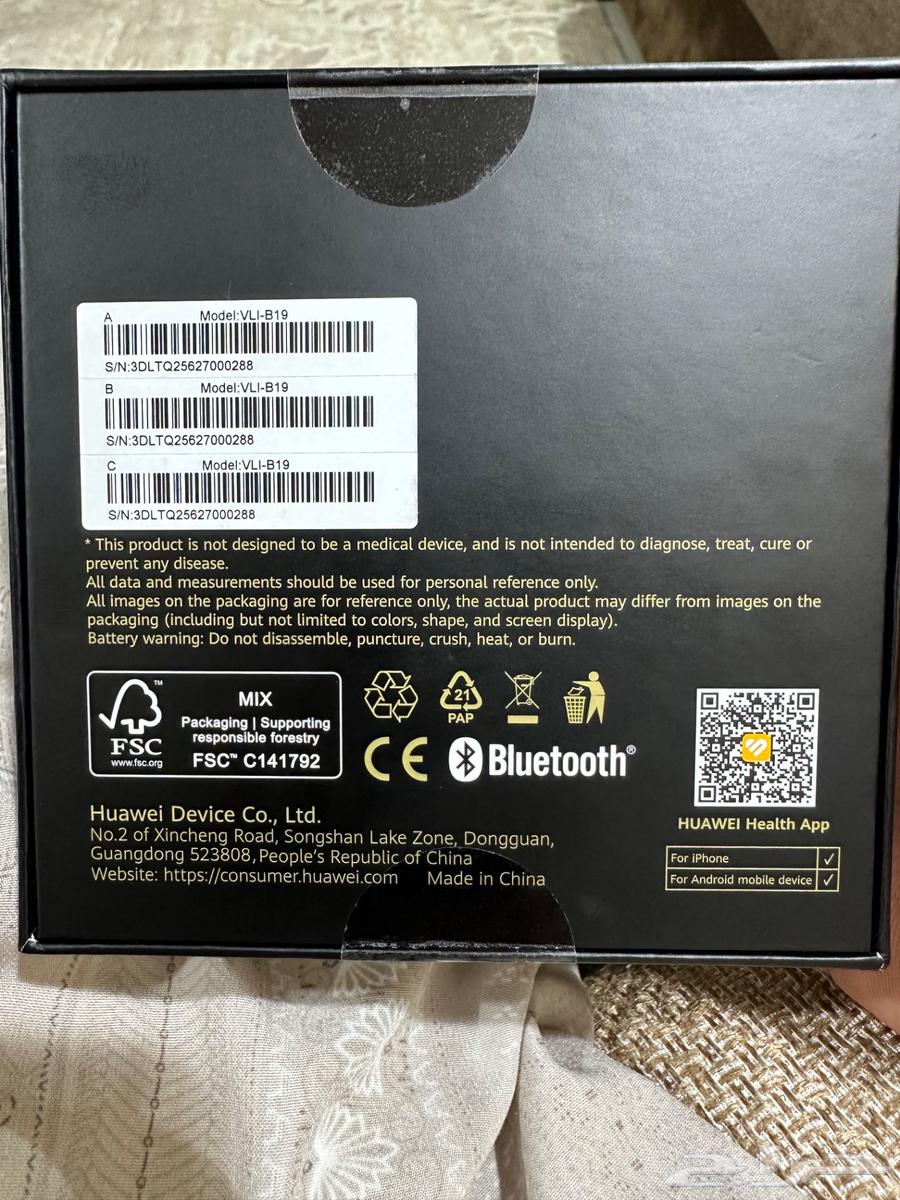 A Model:VLI-B19
S/N:3DLTQ25627000288
B Model:VLI-B19
S/N:3DLTQ25627000288
C Model:VLI-B19
S/N:3DLTQ25627000288
* This product is not designed to be a medical device, and is not intended to diagnose, treat, cure or
prevent any disease.
All data and measurements should be used for personal reference only.
All images on the packaging are for reference only, the actual product may differ from images on the
packaging (including but not limited to colors, shape, and screen display).
Battery warning: Do not disassemble, puncture, crush, heat, or burn.
FSC
www.fsc.org
MIX
Packaging | Supporting
responsible forestry
FSC™ C141792
21
PAP
CE
Bluetooth®
HUAWEI Health App
For iPhone ✓
For Android mobile device ✓
Huawei Device Co., Ltd.
No.2 of Xincheng Road, Songshan Lake Zone, Dongguan,
Guangdong 523808, People's Republic of China
Website: https://consumer.huawei.com Made in China